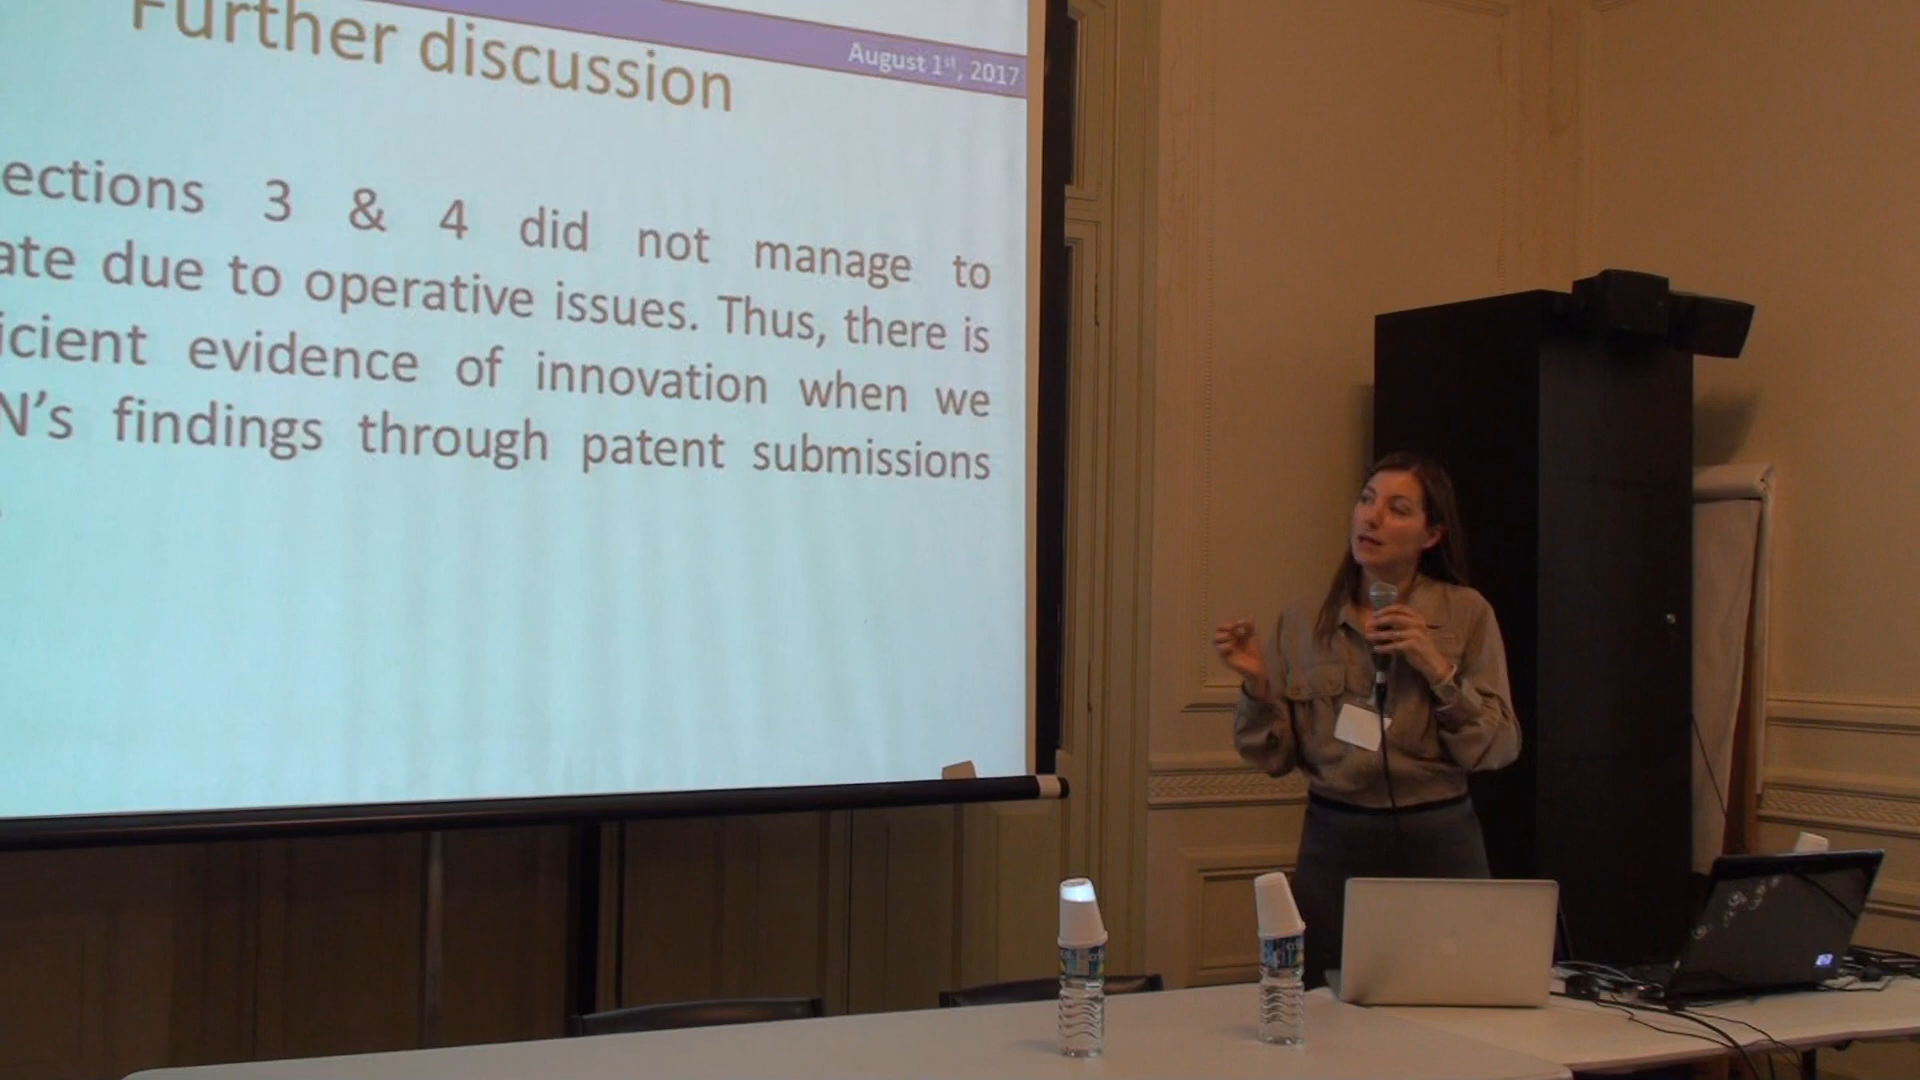 Further discussion
August 1st, 2017
ections 3 & 4 did not manage to
ate due to operative issues. Thus, there is
icient evidence of innovation when we
N's findings through patent submissions
hp